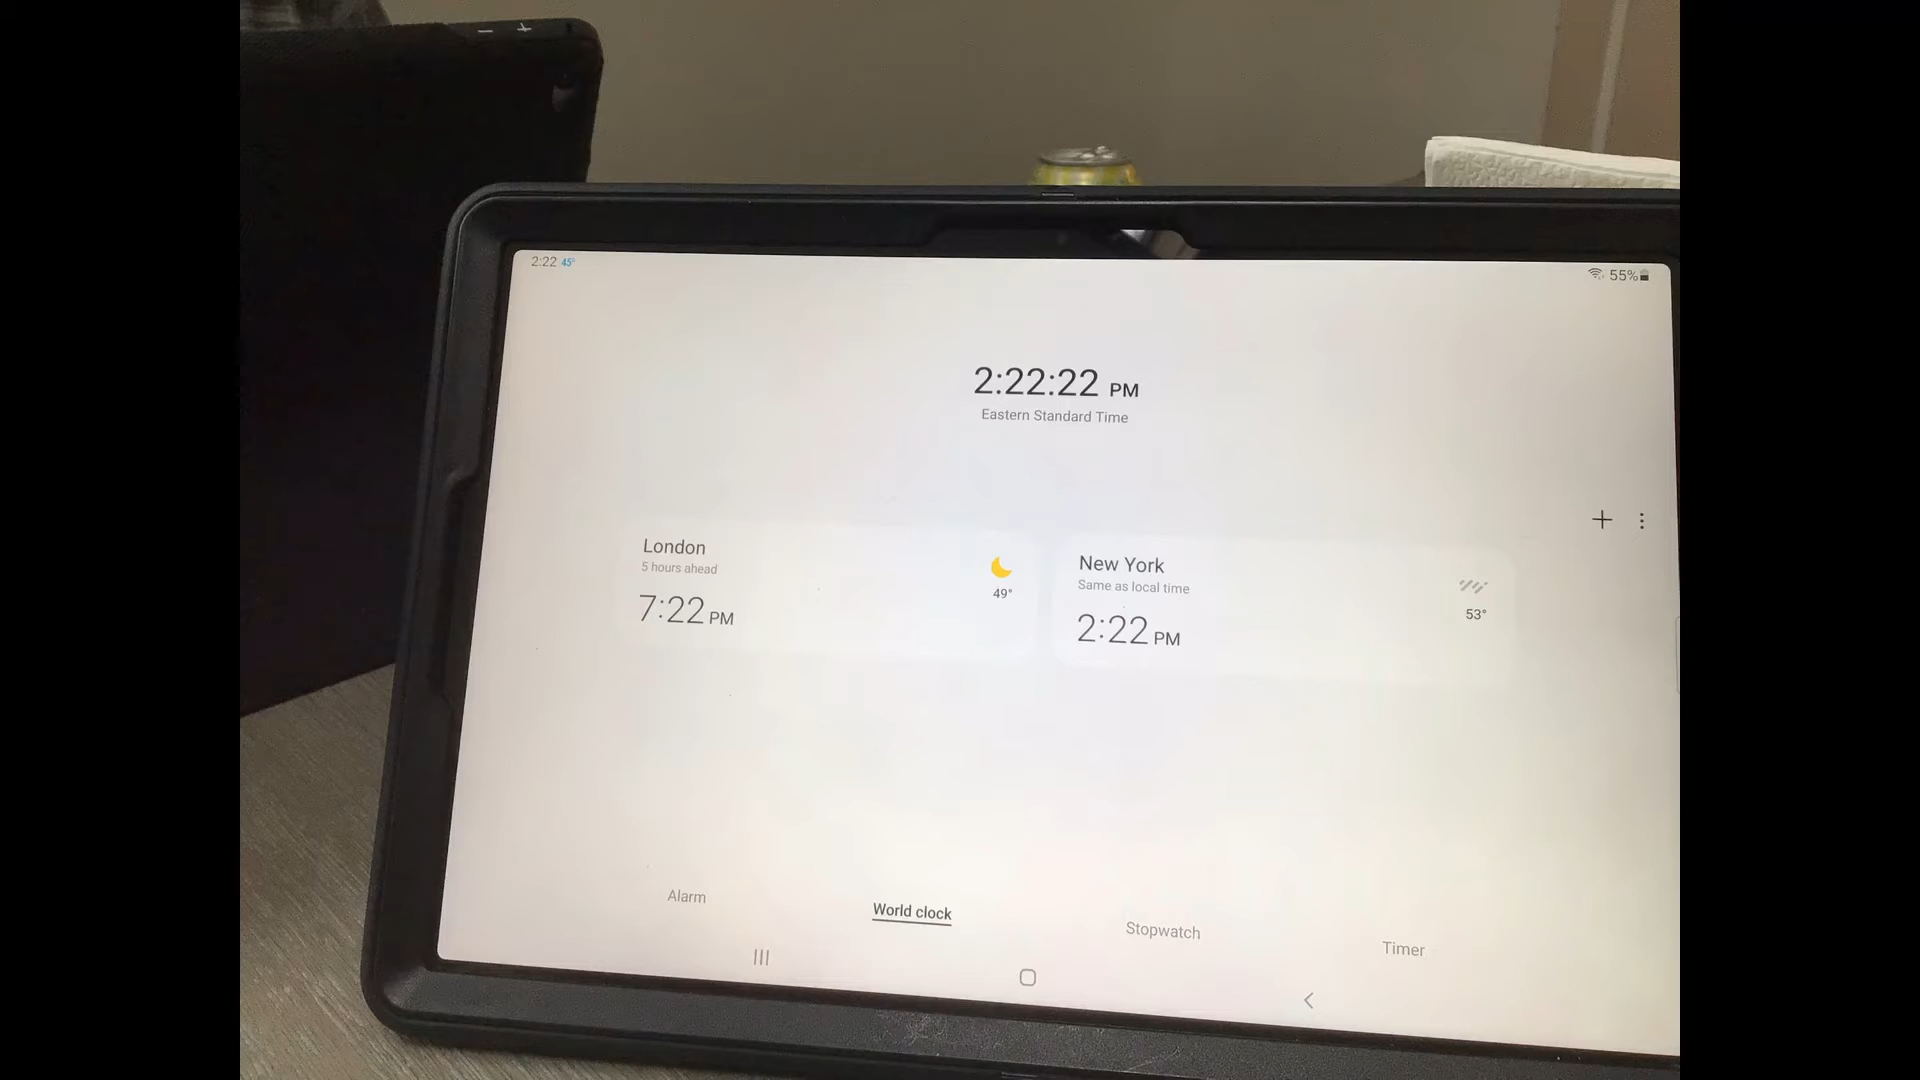 2:22 45°
55%
2:22:22 PM
Eastern Standard Time
London
5 hours ahead
7:22 PM
49°
New York
Same as local time
2:22 PM
53°
Alarm
World clock
Stopwatch
Timer